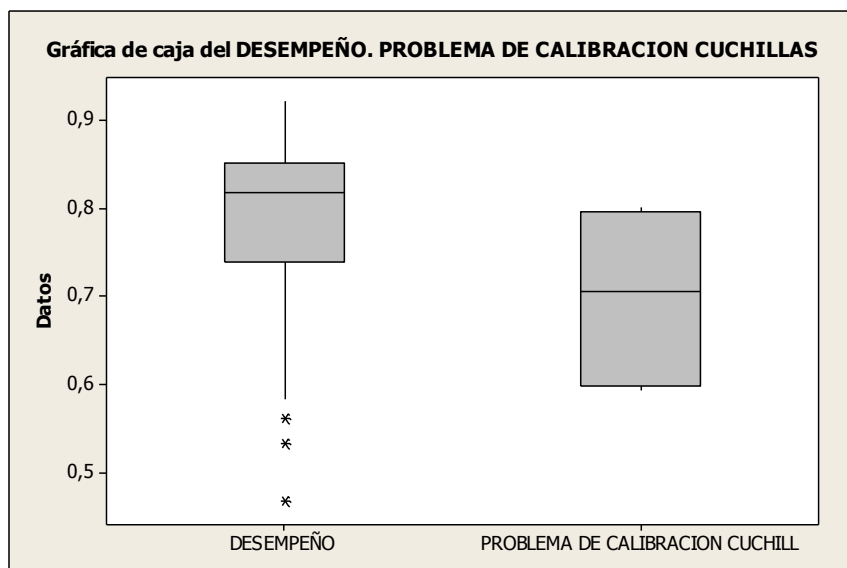 Gráfica de caja del DESEMPEÑO. PROBLEMA DE CALIBRACION CUCHILLAS
0,9
0,8
0,7
0,6
0,5
Datos
DESEMPEÑO
PROBLEMA DE CALIBRACION CUCHILL